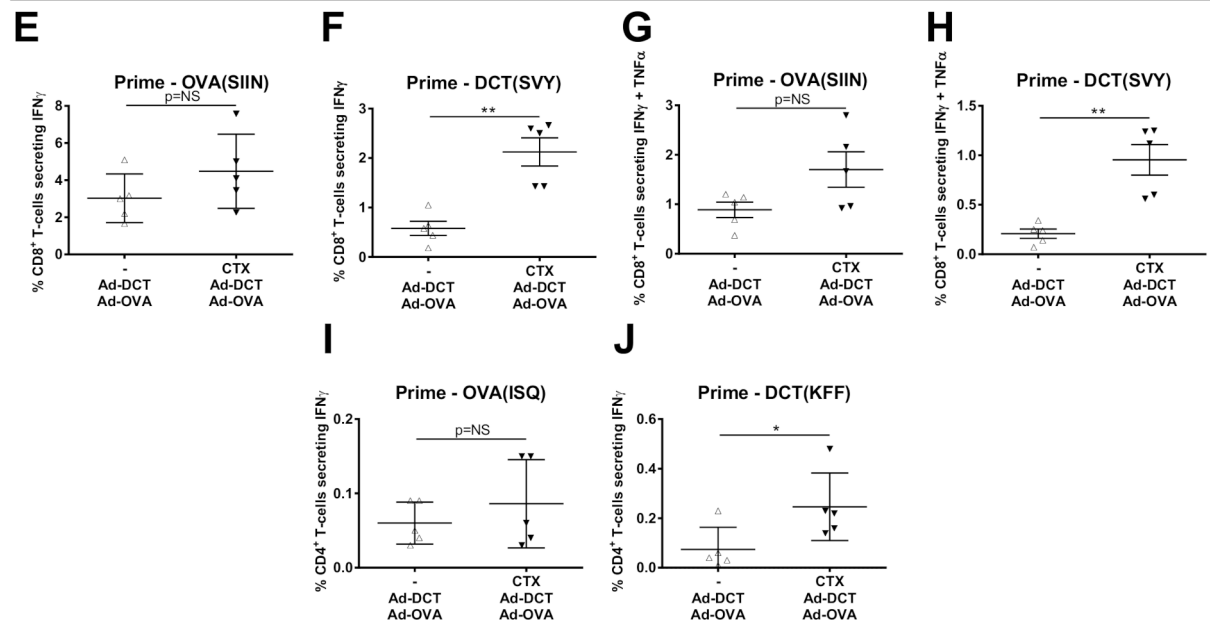 E
Prime - OVA(SIIN)
p=NS
% CD8+ T-cells secreting IFNγ
8
6
4
2
0
-
Ad-DCT
Ad-OVA
CTX
Ad-DCT
Ad-OVA
F
Prime - DCT(SVY)
**
% CD8+ T-cells secreting IFNγ
3
2
1
0
-
Ad-DCT
Ad-OVA
CTX
Ad-DCT
Ad-OVA
G
Prime - OVA(SIIN)
p=NS
% CD8+ T-cells secreting IFNγ + TNFα
3
2
1
0
-
Ad-DCT
Ad-OVA
CTX
Ad-DCT
Ad-OVA
H
Prime - DCT(SVY)
**
% CD8+ T-cells secreting IFNγ + TNFα
1.5
1.0
0.5
0.0
-
Ad-DCT
Ad-OVA
CTX
Ad-DCT
Ad-OVA
I
Prime - OVA(ISQ)
p=NS
% CD4+ T-cells secreting IFNγ
0.2
0.1
0.0
-
Ad-DCT
Ad-OVA
CTX
Ad-DCT
Ad-OVA
J
Prime - DCT(KFF)
*
% CD4+ T-cells secreting IFNγ
0.6
0.4
0.2
0.0
-
Ad-DCT
Ad-OVA
CTX
Ad-DCT
Ad-OVA